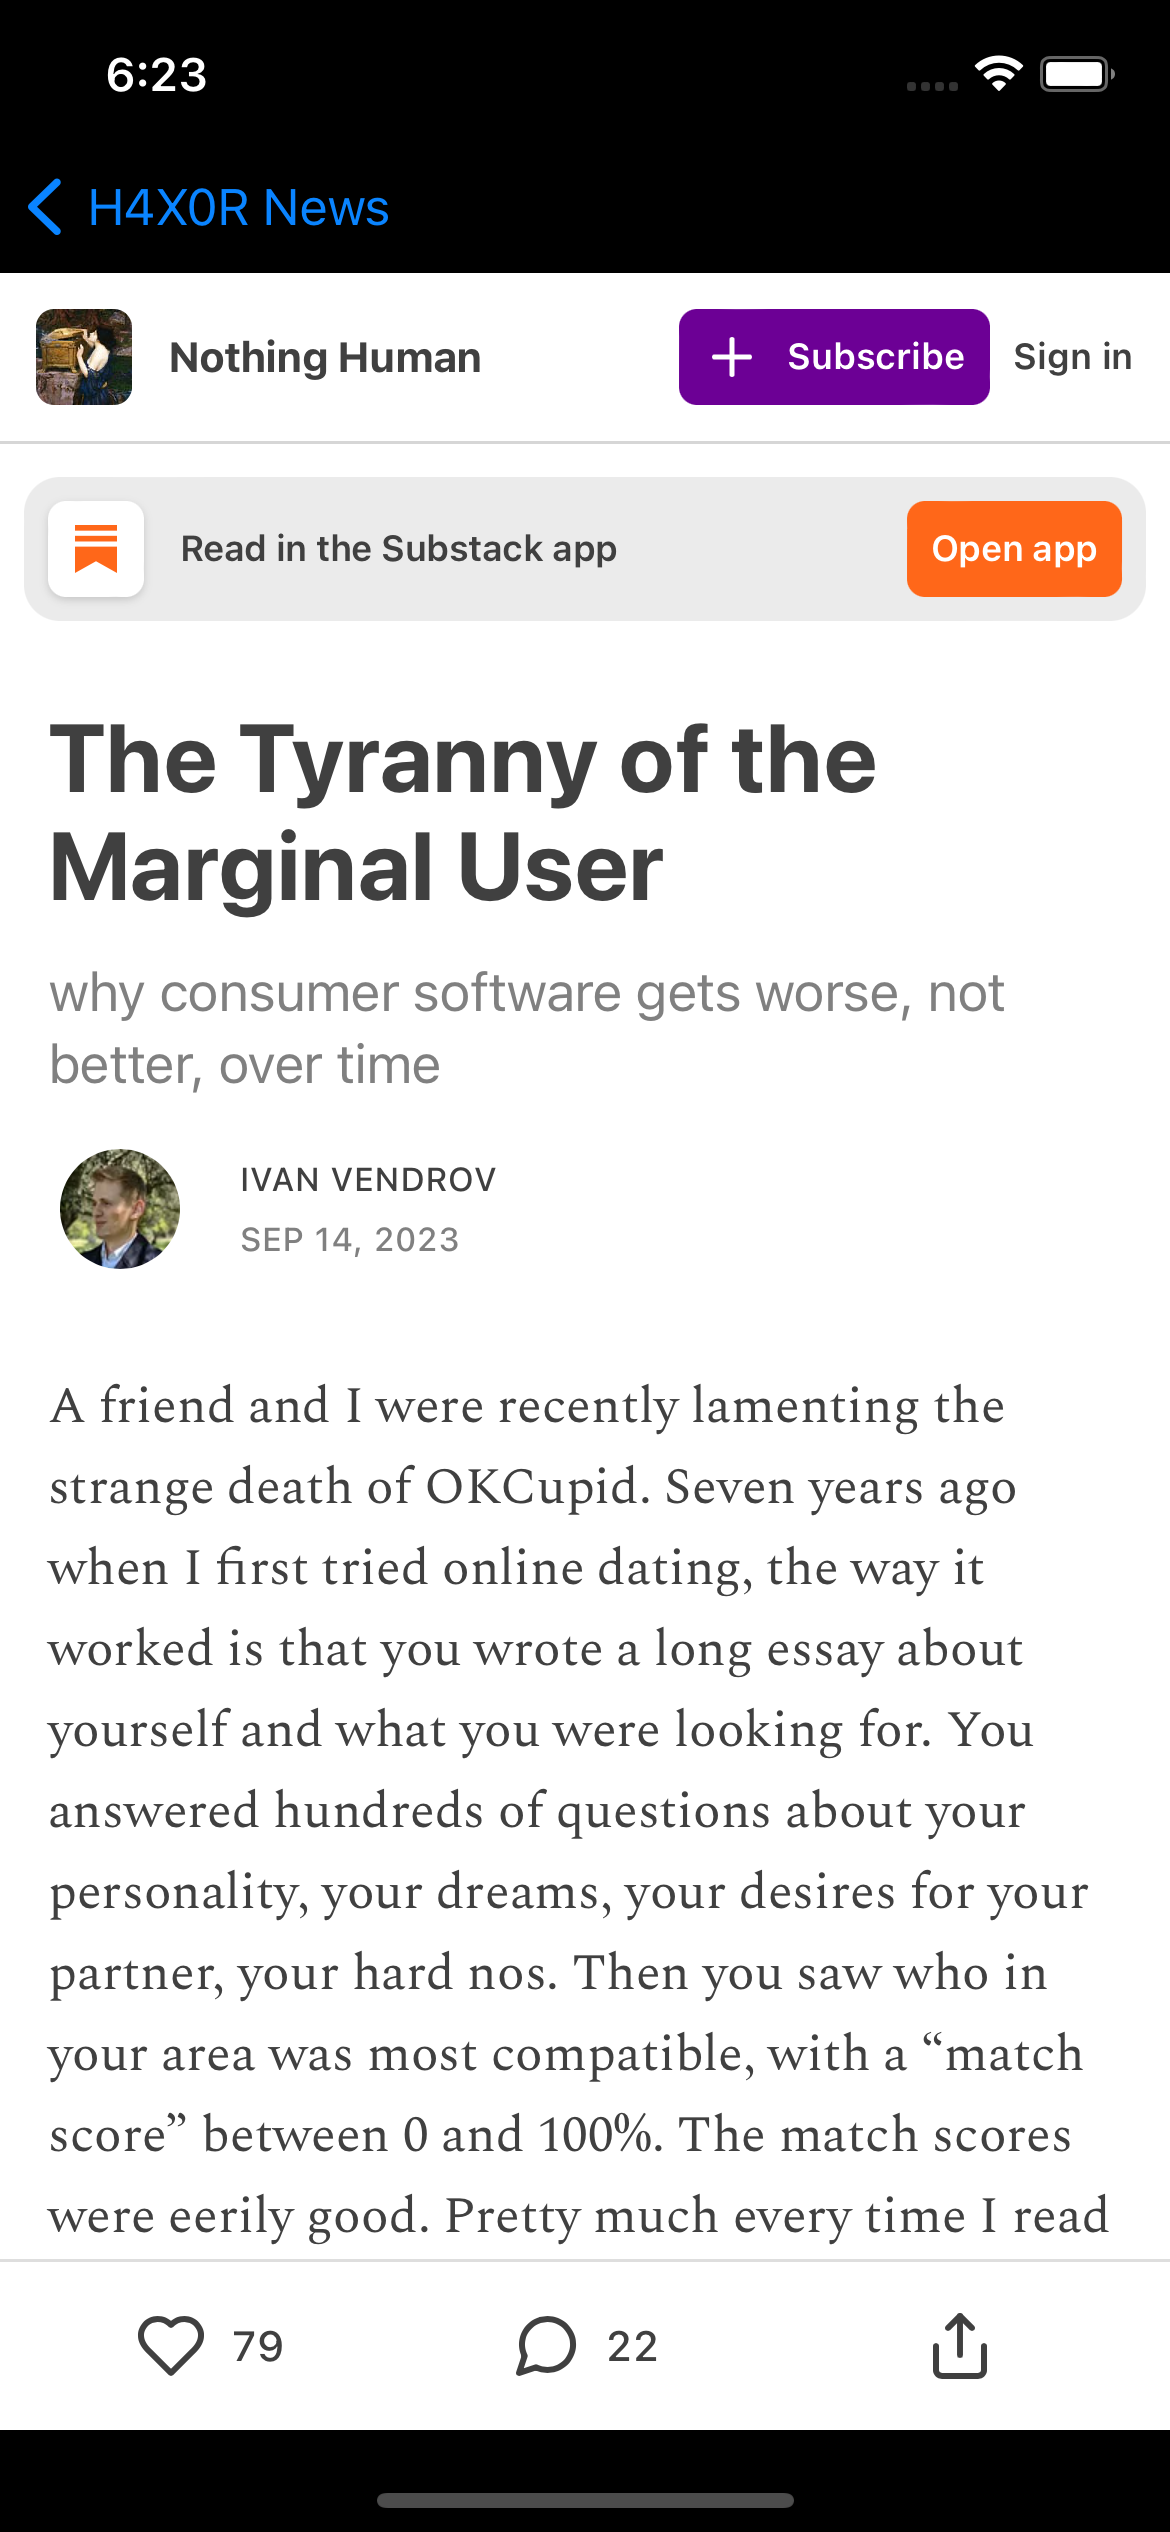 6:23
H4X0R News
Nothing Human
Subscribe
Sign in
Read in the Substack app
Open app
The Tyranny of the
Marginal User
why consumer software gets worse, not
better, over time
IVAN VENDROV
SEP 14, 2023
A friend and I were recently lamenting the
strange death of OKCupid. Seven years ago
when I first tried online dating, the way it
worked is that you wrote a long essay about
yourself and what you were looking for. You
answered hundreds of questions about your
personality, your dreams, your desires for your
partner, your hard nos. Then you saw who in
your area was most compatible, with a “match
score” between 0 and 100%. The match scores
were eerily good. Pretty much every time I read
79
22